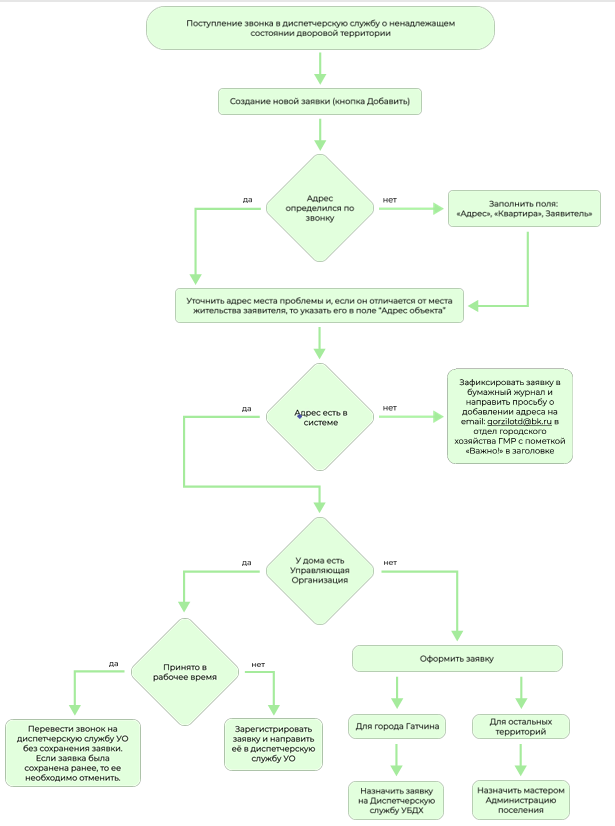 Поступление звонка в диспетчерскую службу о ненадлежащем
состоянии дворовой территории
Создание новой заявки (кнопка Добавить)
Адрес
определился по
звонку
да
нет
Заполнить поля:
«Адрес», «Квартира», Заявитель»
Уточнить адрес места проблемы и, если он отличается от места
жительства заявителя, то указать его в поле "Адрес объекта"
Адрес есть в
системе
да
нет
Зафиксировать заявку в
бумажный журнал и
направить просьбу о
добавлении адреса на
email: gorzilotd@bk.ru в
отдел городского
хозяйства ГМР с пометкой
«Важно!» в заголовке
У дома есть
Управляющая
Организация
да
нет
Принято в
рабочее время
да
нет
Оформить заявку
Перевести звонок на
диспетчерскую службу УО
без сохранения заявки.
Если заявка была
сохранена ранее, то ее
необходимо отменить.
Зарегистрировать
заявку и направить
её в диспетчерскую
службу УО
Для города Гатчина
Для остальных
территорий
Назначить заявку
на Диспетчерскую
службу УБДХ
Назначить мастером
Администрацию
поселения